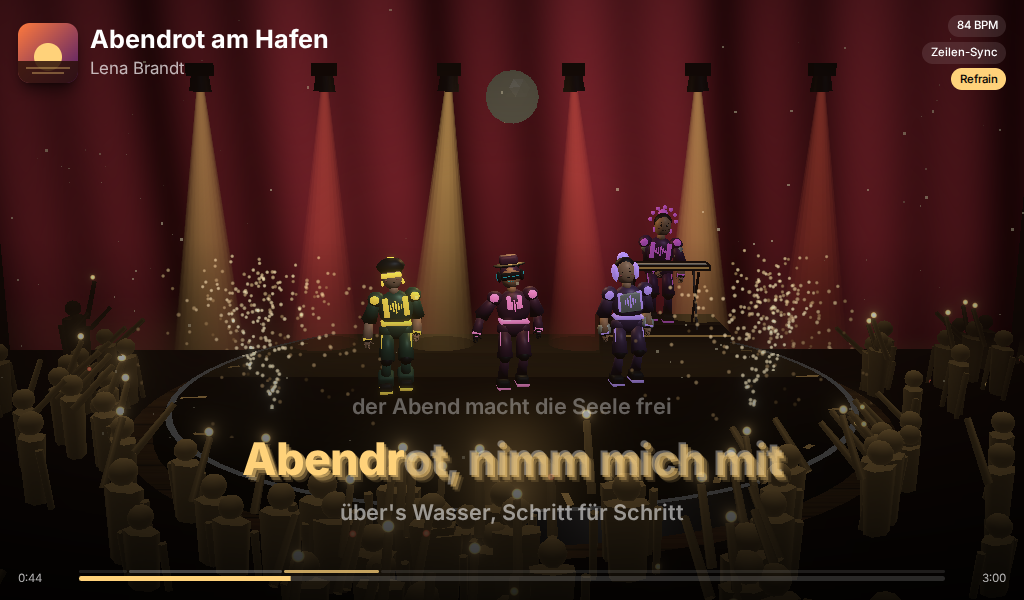 Abendrot am Hafen
Lena Brandt
84 BPM
Zeilen-Sync
Refrain
der Abend macht die Seele frei
Abendrot, nimm mich mit
über's Wasser, Schritt für Schritt
0:44
3:00